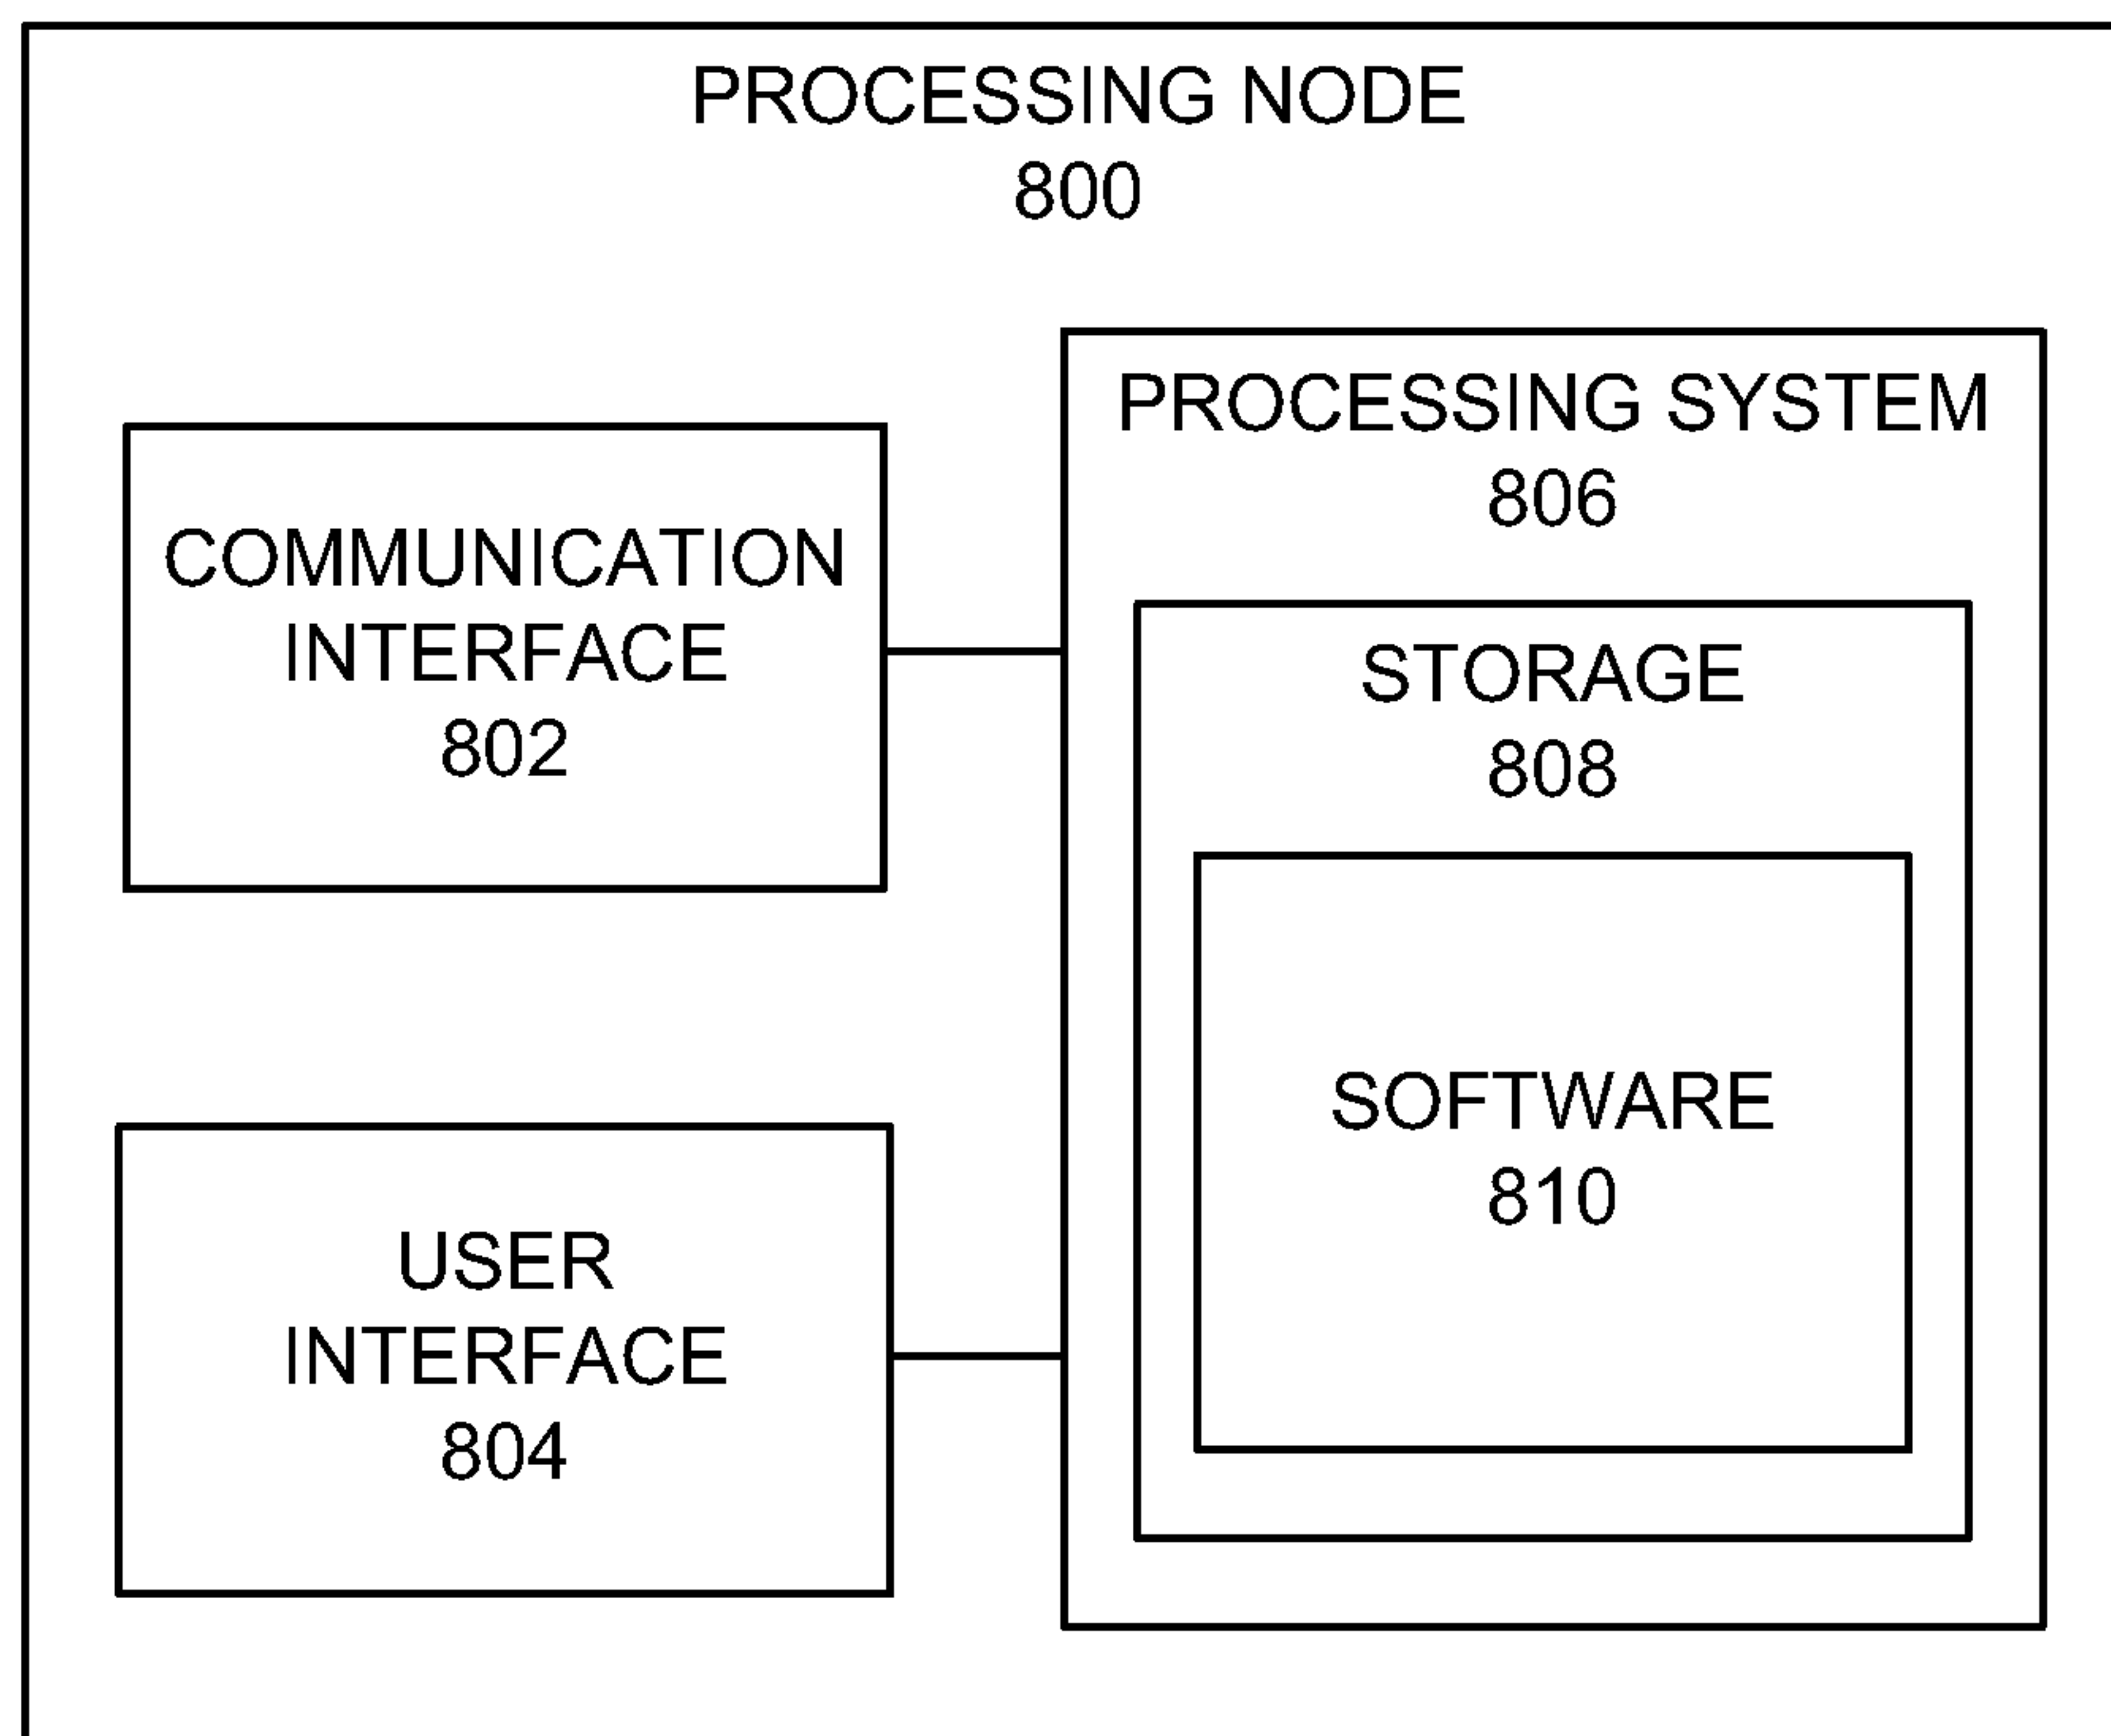 PROCESSING NODE
800
COMMUNICATION
INTERFACE
802
USER
INTERFACE
804
PROCESSING SYSTEM
806
STORAGE
808
SOFTWARE
810